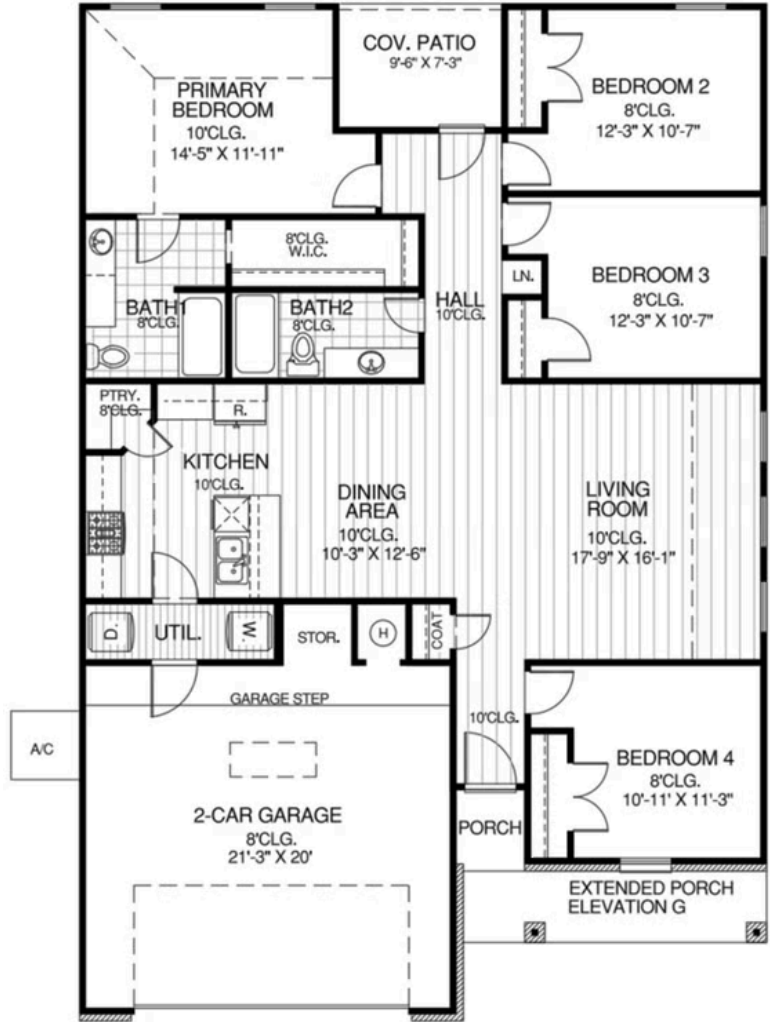 COV. PATIO
9'-6" X 7'-3"
PRIMARY
BEDROOM
10'CLG.
14'-5" X 11'-11"
BEDROOM 2
8'CLG.
12'-3" X 10'-7"
8'CLG.
W.I.C.
BEDROOM 3
8'CLG.
12'-3" X 10'-7"
LN.
HALL
10'CLG.
BATH1
8'CLG.
BATH2
8'CLG.
PTRY.
8'CLG.
R.
KITCHEN
10'CLG.
DINING
AREA
10'CLG.
10'-3" X 12'-6"
LIVING
ROOM
10'CLG.
17'-9" X 16'-1"
D.
UTIL.
W.
STOR.
H
COAT
GARAGE STEP
10'CLG.
A/C
BEDROOM 4
8'CLG.
10'-11' X 11'-3"
2-CAR GARAGE
8'CLG.
21'-3" X 20'
PORCH
EXTENDED PORCH
ELEVATION G